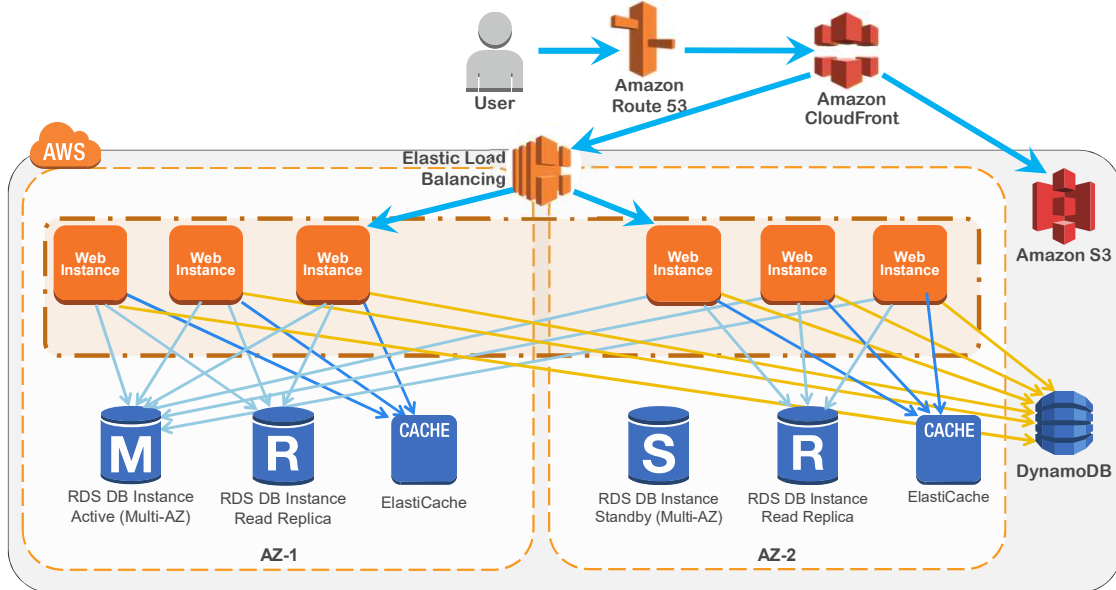 User
Amazon
Route 53
Amazon
CloudFront
AWS
Elastic Load
Balancing
Amazon S3
Web
Instance
Web
Instance
Web
Instance
Web
Instance
Web
Instance
Web
Instance
M
R
CACHE
S
R
CACHE
DynamoDB
RDS DB Instance
Active (Multi-AZ)
RDS DB Instance
Read Replica
ElastiCache
RDS DB Instance
Standby (Multi-AZ)
RDS DB Instance
Read Replica
ElastiCache
AZ-1
AZ-2